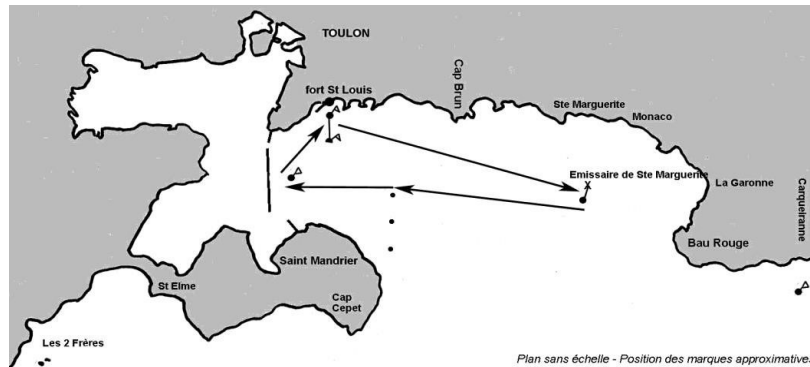 TOULON
fort St Louis
Cap Brun
Ste Marguerite
Monaco
Emissaire de Ste Marguerite
La Garonne
Carqueiranne
Bau Rouge
Saint Mandrier
St Elme
Cap
Cepet
Les 2 Frères
Plan sans échelle - Position des marques approximatives